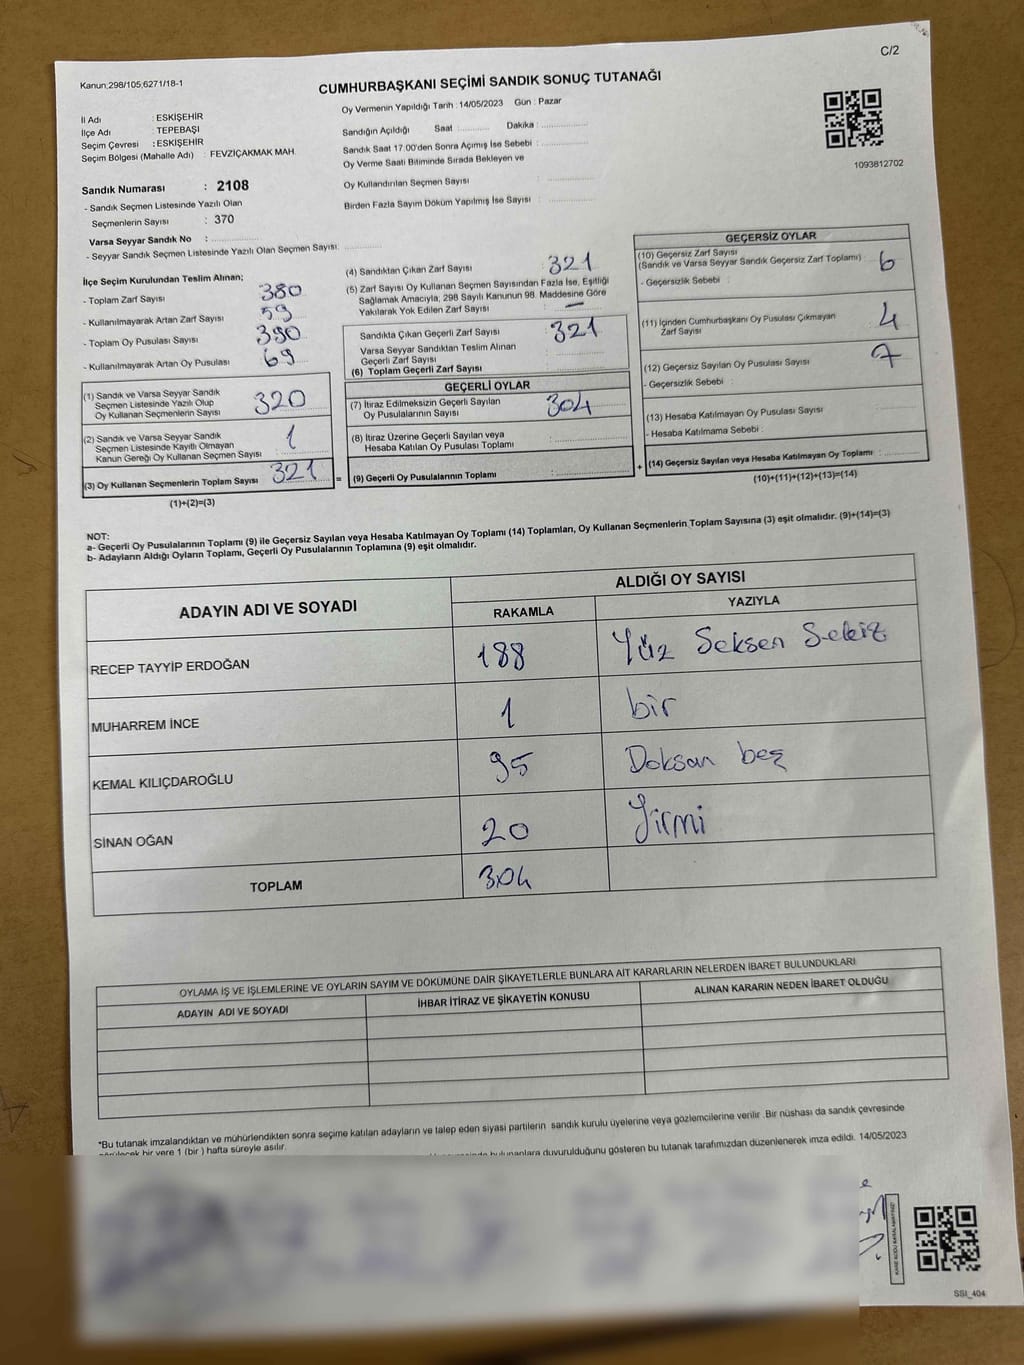 C/2
Kanun,298/105;6271/18-1
CUMHURBAŞKANI SEÇİMİ SANDIK SONUÇ TUTANAĞI
İl Adı : ESKİŞEHİR
İlçe Adı : TEPEBAŞI
Seçim Çevresi : ESKİŞEHİR
Seçim Bölgesi (Mahalle Adı) : FEVZİÇAKMAK MAH.
Oy Vermenin Yapıldığı Tarih : 14/05/2023 Gün : Pazar
Sandığın Açıldığı Saat : Dakika :
Sandık Saat 17.00'den Sonra Açımış İse Sebebi :
Oy Verme Saati Bitiminde Sırada Bekleyen ve
Oy Kullandırılan Seçmen Sayısı :
Birden Fazla Sayım Döküm Yapılmış İse Sayısı :
1093812702
Sandık Numarası : 2108
- Sandık Seçmen Listesinde Yazılı Olan
Seçmenlerin Sayısı : 370
Varsa Seyyar Sandık No :
- Seyyar Sandık Seçmen Listesinde Yazılı Olan Seçmen Sayısı:
İlçe Seçim Kurulundan Teslim Alınan;
- Toplam Zarf Sayısı : 380
- Kullanılmayarak Artan Zarf Sayısı : 59
- Toplam Oy Pusulası Sayısı : 390
- Kullanılmayarak Artan Oy Pusulası : 69
(1) Sandık ve Varsa Seyyar Sandık
Seçmen Listesinde Yazılı Olup
Oy Kullanan Seçmenlerin Sayısı : 320
(2) Sandık ve Varsa Seyyar Sandık
Seçmen Listesinde Kayıtlı Olmayan
Kanun Gereği Oy Kullanan Seçmen Sayısı : 1
(3) Oy Kullanan Seçmenlerin Toplam Sayısı : 321
(1)+(2)=(3)
=
(4) Sandıktan Çıkan Zarf Sayısı : 321
(5) Zarf Sayısı Oy Kullanan Seçmen Sayısından Fazla İse, Eşitliği
Sağlamak Amacıyla, 298 Sayılı Kanunun 98. Maddesine Göre
Yakılarak Yok Edilen Zarf Sayısı : —
Sandıkta Çıkan Geçerli Zarf Sayısı : 321
Varsa Seyyar Sandıktan Teslim Alınan
Geçerli Zarf Sayısı :
(6) Toplam Geçerli Zarf Sayısı :
GEÇERLİ OYLAR
(7) İtiraz Edilmeksizin Geçerli Sayılan
Oy Pusulalarının Sayısı : 304
(8) İtiraz Üzerine Geçerli Sayılan veya
Hesaba Katılan Oy Pusulası Toplamı :
(9) Geçerli Oy Pusulalarının Toplamı :
+
GEÇERSİZ OYLAR
(10) Geçersiz Zarf Sayısı
(Sandık ve Varsa Seyyar Sandık Geçersiz Zarf Toplamı) : 6
- Geçersizlik Sebebi :
(11) İçinden Cumhurbaşkanı Oy Pusulası Çıkmayan
Zarf Sayısı : 4
(12) Geçersiz Sayılan Oy Pusulası Sayısı : 7
- Geçersizlik Sebebi :
(13) Hesaba Katılmayan Oy Pusulası Sayısı :
- Hesaba Katılmama Sebebi :
(14) Geçersiz Sayılan veya Hesaba Katılmayan Oy Toplamı :
(10)+(11)+(12)+(13)=(14)
NOT:
a- Geçerli Oy Pusulalarının Toplamı (9) ile Geçersiz Sayılan veya Hesaba Katılmayan Oy Toplamı (14) Toplamları, Oy Kullanan Seçmenlerin Toplam Sayısına (3) eşit olmalıdır. (9)+(14)=(3)
b- Adayların Aldığı Oyların Toplamı, Geçerli Oy Pusulalarının Toplamına (9) eşit olmalıdır.
ADAYIN ADI VE SOYADI
ALDIĞI OY SAYISI
RAKAMLA YAZIYLA
RECEP TAYYİP ERDOĞAN 188 Yüz Seksen Sekiz
MUHARREM İNCE 1 bir
KEMAL KILIÇDAROĞLU 95 Doksan beş
SİNAN OĞAN 20 Yirmi
TOPLAM 304
OYLAMA İŞ VE İŞLEMLERİNE VE OYLARIN SAYIM VE DÖKÜMÜNE DAİR ŞİKAYETLERLE BUNLARA AİT KARARLARIN NELERDEN İBARET BULUNDUKLARI
ADAYIN ADI VE SOYADI İHBAR İTİRAZ VE ŞİKAYETİN KONUSU ALINAN KARARIN NEDEN İBARET OLDUĞU
*Bu tutanak imzalandıktan ve mühürlendikten sonra seçime katılan adayların ve talep eden siyasi partilerin sandık kurulu üyelerine veya gözlemcilerine verilir .Bir nüshası da sandık çevresinde
görülecek bir yere 1 (bir ) hafta süreyle asılır.
bulunanlara duyurulduğunu gösteren bu tutanak tarafımızdan düzenlenerek imza edildi. 14/05/2023
SSI_404